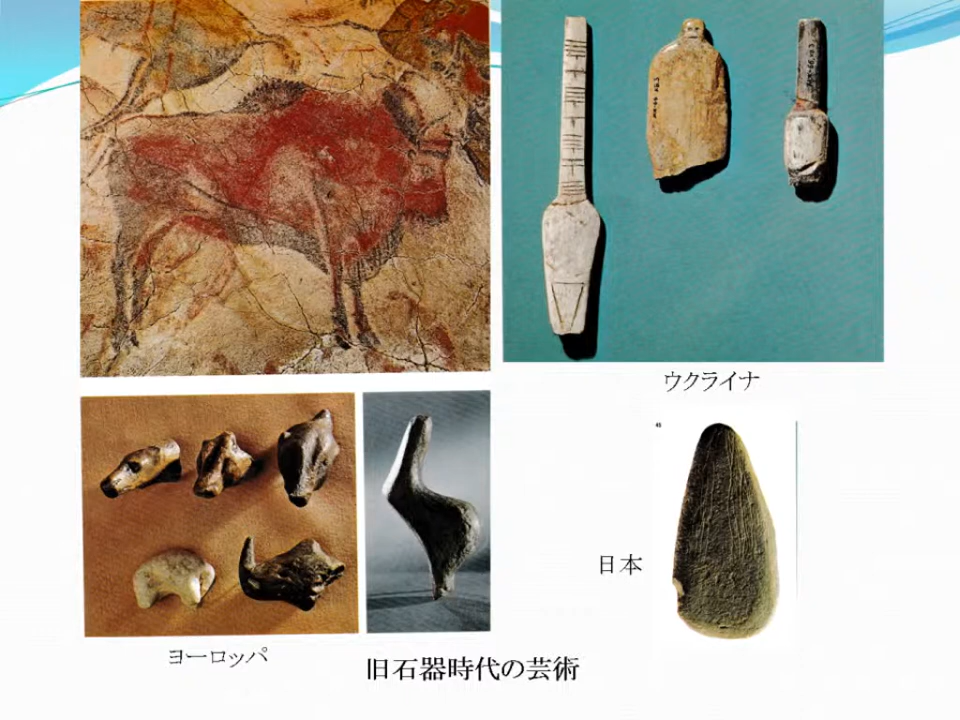 ウクライナ
日本
ヨーロッパ
旧石器時代の芸術